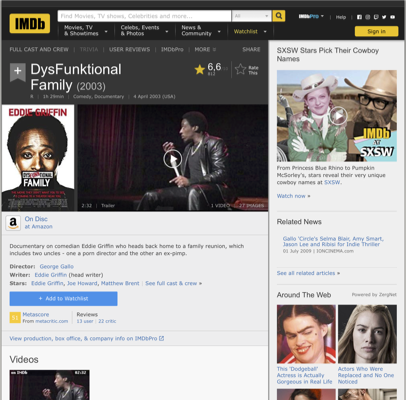 IMDb
Find Movies, TV shows, Celebrities and more...
All
IMDbPro
Help
Movies, TV
& Showtimes
Celebs, Events
& Photos
News &
Community
Watchlist
Sign in
FULL CAST AND CREW | TRIVIA | USER REVIEWS | IMDbPro | MORE
SHARE
DysFunktional
Family (2003)
6,6
Rate
This
R | 1h 29min | Comedy, Documentary | 4 April 2003 (USA)
EDDIE GRIFFIN
DYSFUNKTIONAL
FAMILY
2:32 | Trailer
1 VIDEO
17 IMAGES
On Disc
at Amazon
Documentary on comedian Eddie Griffin who heads back home to a family reunion, which
includes two uncles - one a porn director and the other an ex-pimp.
Director: George Gallo
Writer: Eddie Griffin (head writer)
Stars: Eddie Griffin, Joe Howard, Matthew Brent | See full cast & crew »
+ Add to Watchlist
Metascore
From metacritic.com
Reviews
13 user | 22 critic
View production, box office, & company info on IMDbPro
Videos
SXSW Stars Pick Their Cowboy
Names
IMDb
AT
SXSW
From Princess Blue Rhino to Pumpkin
McSorley's, stars reveal their very
unique cowboy names at SXSW.
Watch now »
Related News
Gallo 'Circle's Selma Blair, Amy Smart,
Jason Lee and Ribisi for Indie Thriller
01 July 2009 | JONCINEMA.com
See all related articles »
Around The Web
Powered by ZergNet
This 'Dodgeball'
Actress is Actually
Gorgeous in Real Life
Actors Who Were
Replaced and No One
Noticed